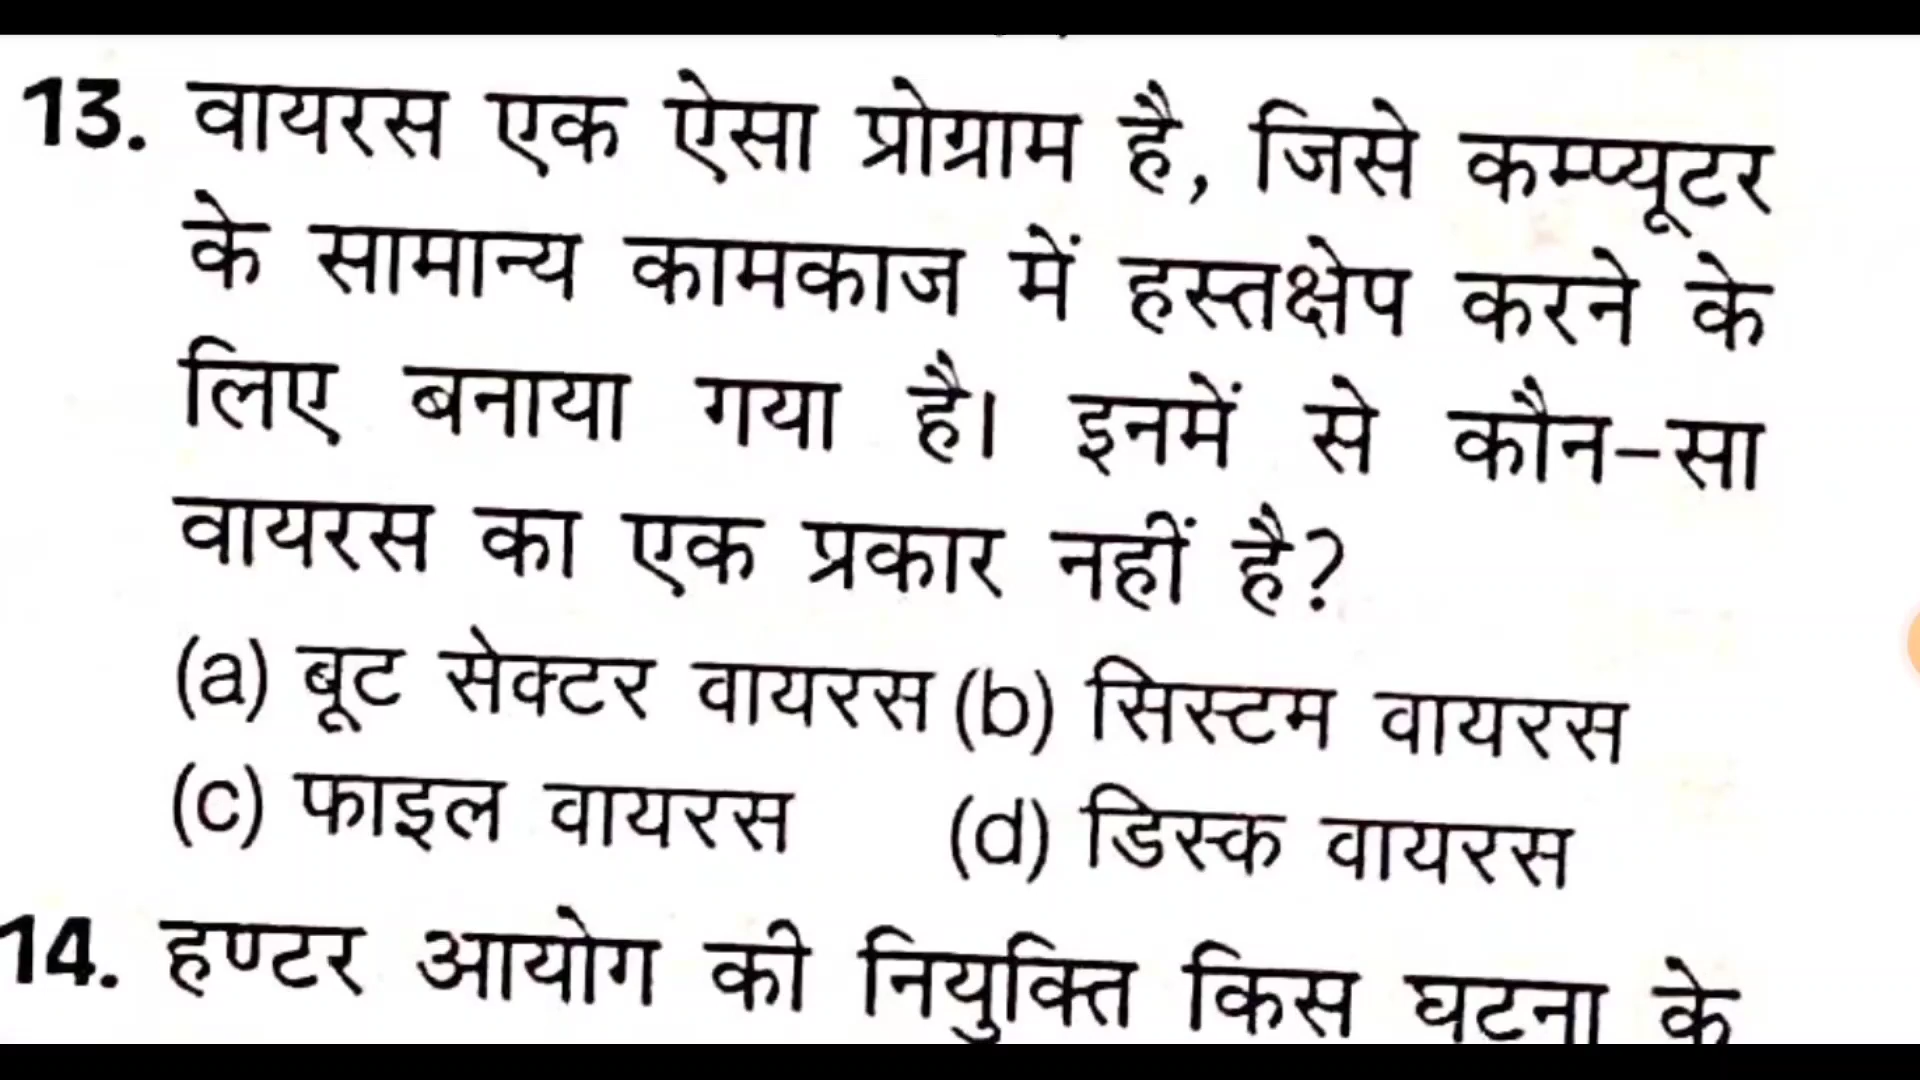 13. वायरस एक ऐसा प्रोग्राम है, जिसे कम्प्यूटर
के सामान्य कामकाज में हस्तक्षेप करने के
लिए बनाया गया है। इनमें से कौन-सा
वायरस का एक प्रकार नहीं है?
(a) बूट सेक्टर वायरस (b) सिस्टम वायरस
(c) फाइल वायरस (d) डिस्क वायरस
14. हण्टर आयोग की नियुक्ति किस घटना के